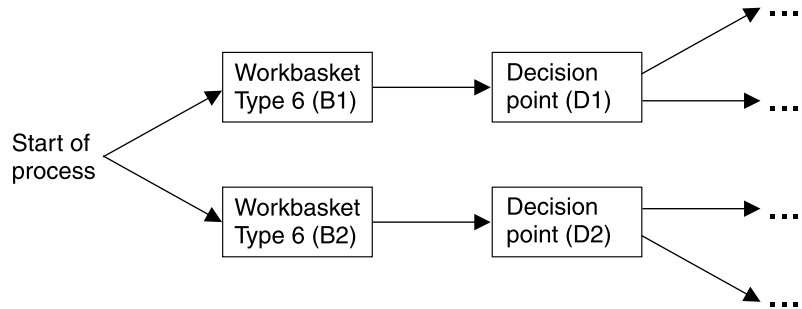 Start of
process
Workbasket
Type 6 (B1)
Decision
point (D1)
Workbasket
Type 6 (B2)
Decision
point (D2)